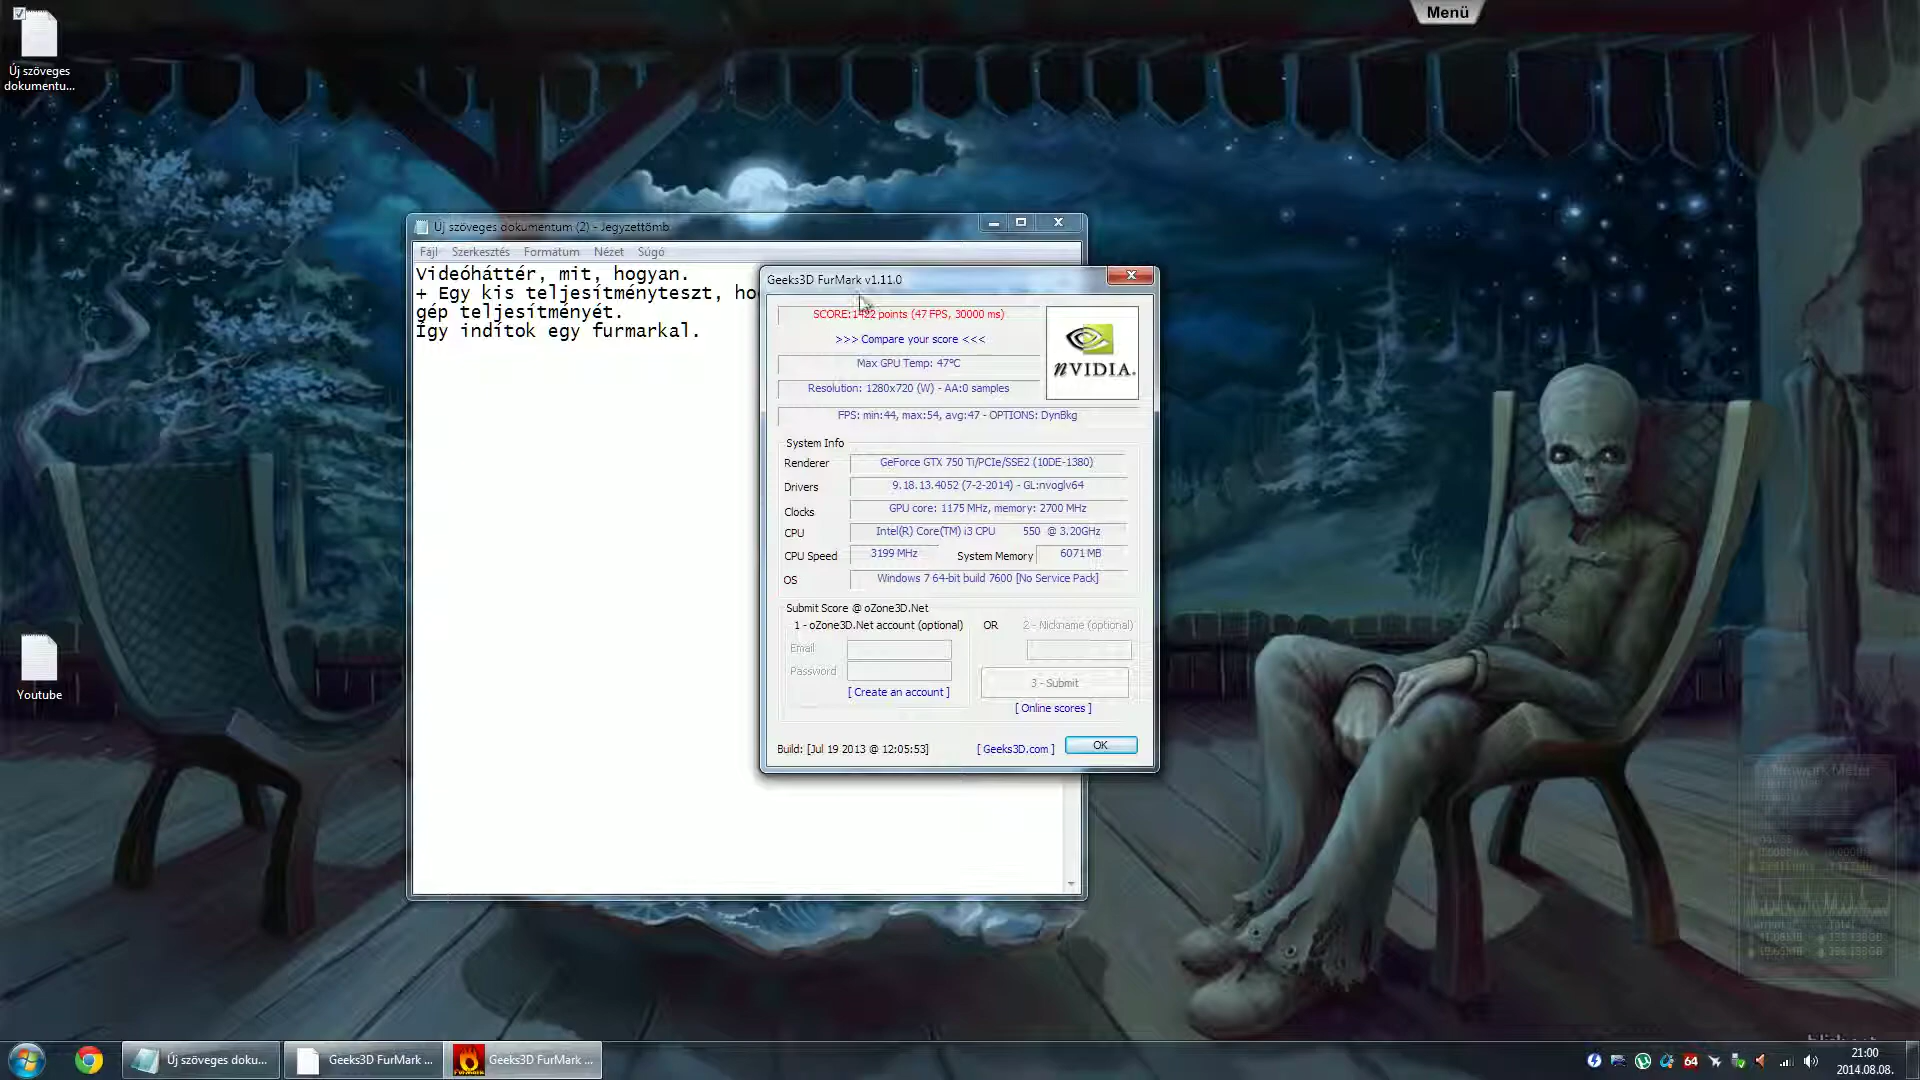 Menü
Új szöveges
dokumentu...
Youtube
Új szöveges dokumentum (2) - Jegyzettömb
Fájl Szerkesztés Formátum Nézet Súgó
Videóháttér, mit, hogyan.
+ Egy kis teljesítményteszt, ho
gép teljesítményét.
Így indítok egy furmarkal.
Geeks3D FurMark v1.11.0
SCORE:1422 points (47 FPS, 30000 ms)
>>> Compare your score <<<
Max GPU Temp: 47°C
Resolution: 1280x720 (W) - AA:0 samples
FPS: min:44, max:54, avg:47 - OPTIONS: DynBkg
nVIDIA.
System Info
Renderer GeForce GTX 750 Ti/PCIe/SSE2 (10DE-1380)
Drivers 9.18.13.4052 (7-2-2014) - GL:nvoglv64
Clocks GPU core: 1175 MHz, memory: 2700 MHz
CPU Intel(R) Core(TM) i3 CPU 550 @ 3.20GHz
CPU Speed 3199 MHz System Memory 6071 MB
OS Windows 7 64-bit build 7600 [No Service Pack]
Submit Score @ oZone3D.Net
1 - oZone3D.Net account (optional) OR 2 - Nickname (optional)
Email
Password
3 - Submit
[ Create an account ]
[ Online scores ]
Build: [Jul 19 2013 @ 12:05:53] [ Geeks3D.com ] OK
Network Meter
Új szöveges doku...
Geeks3D FurMark ...
Geeks3D FurMark ...
64
21:00
2014.08.08.